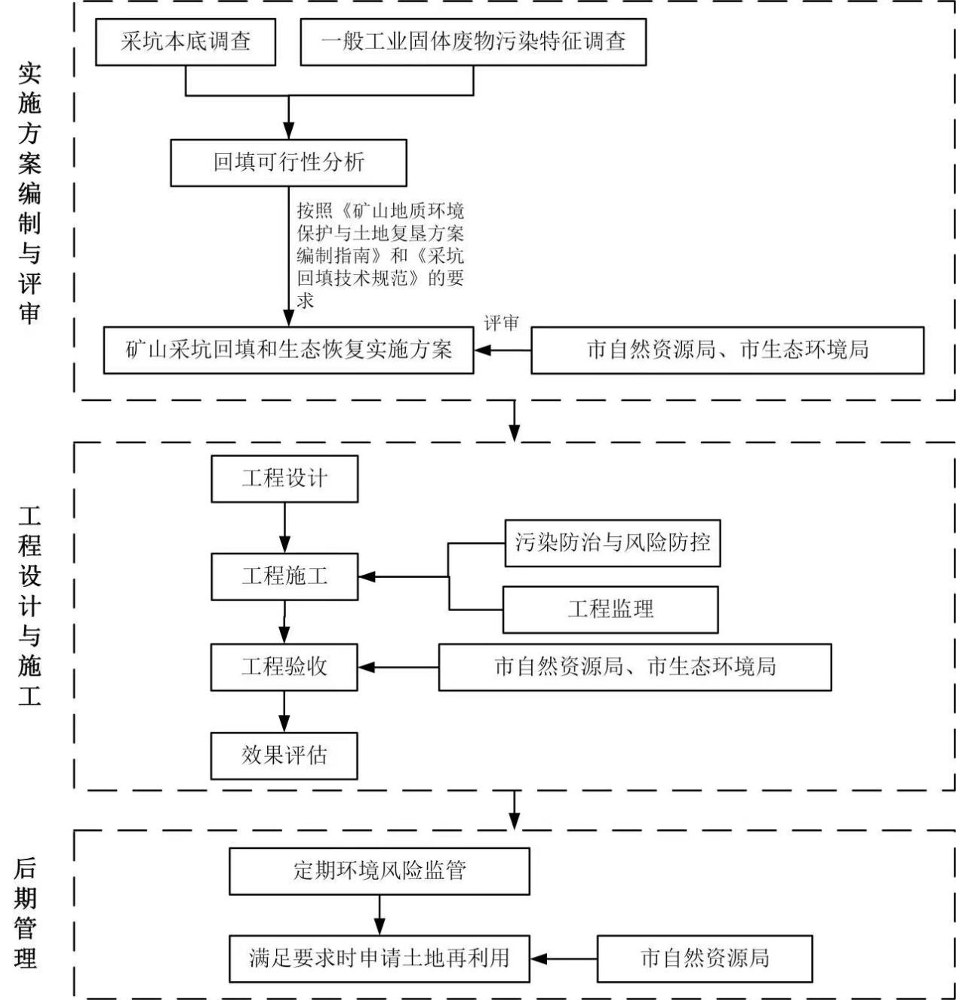 实施方案编制与评审
采坑本底调查
一般工业固体废物污染特征调查
回填可行性分析
按照《矿山地质环境
保护与土地复垦方案
编制指南》和《采坑
回填技术规范》的要
求
矿山采坑回填和生态恢复实施方案
评审
市自然资源局、市生态环境局
工程设计与施工
工程设计
工程施工
污染防治与风险防控
工程监理
工程验收
市自然资源局、市生态环境局
效果评估
后期管理
定期环境风险监管
满足要求时申请土地再利用
市自然资源局